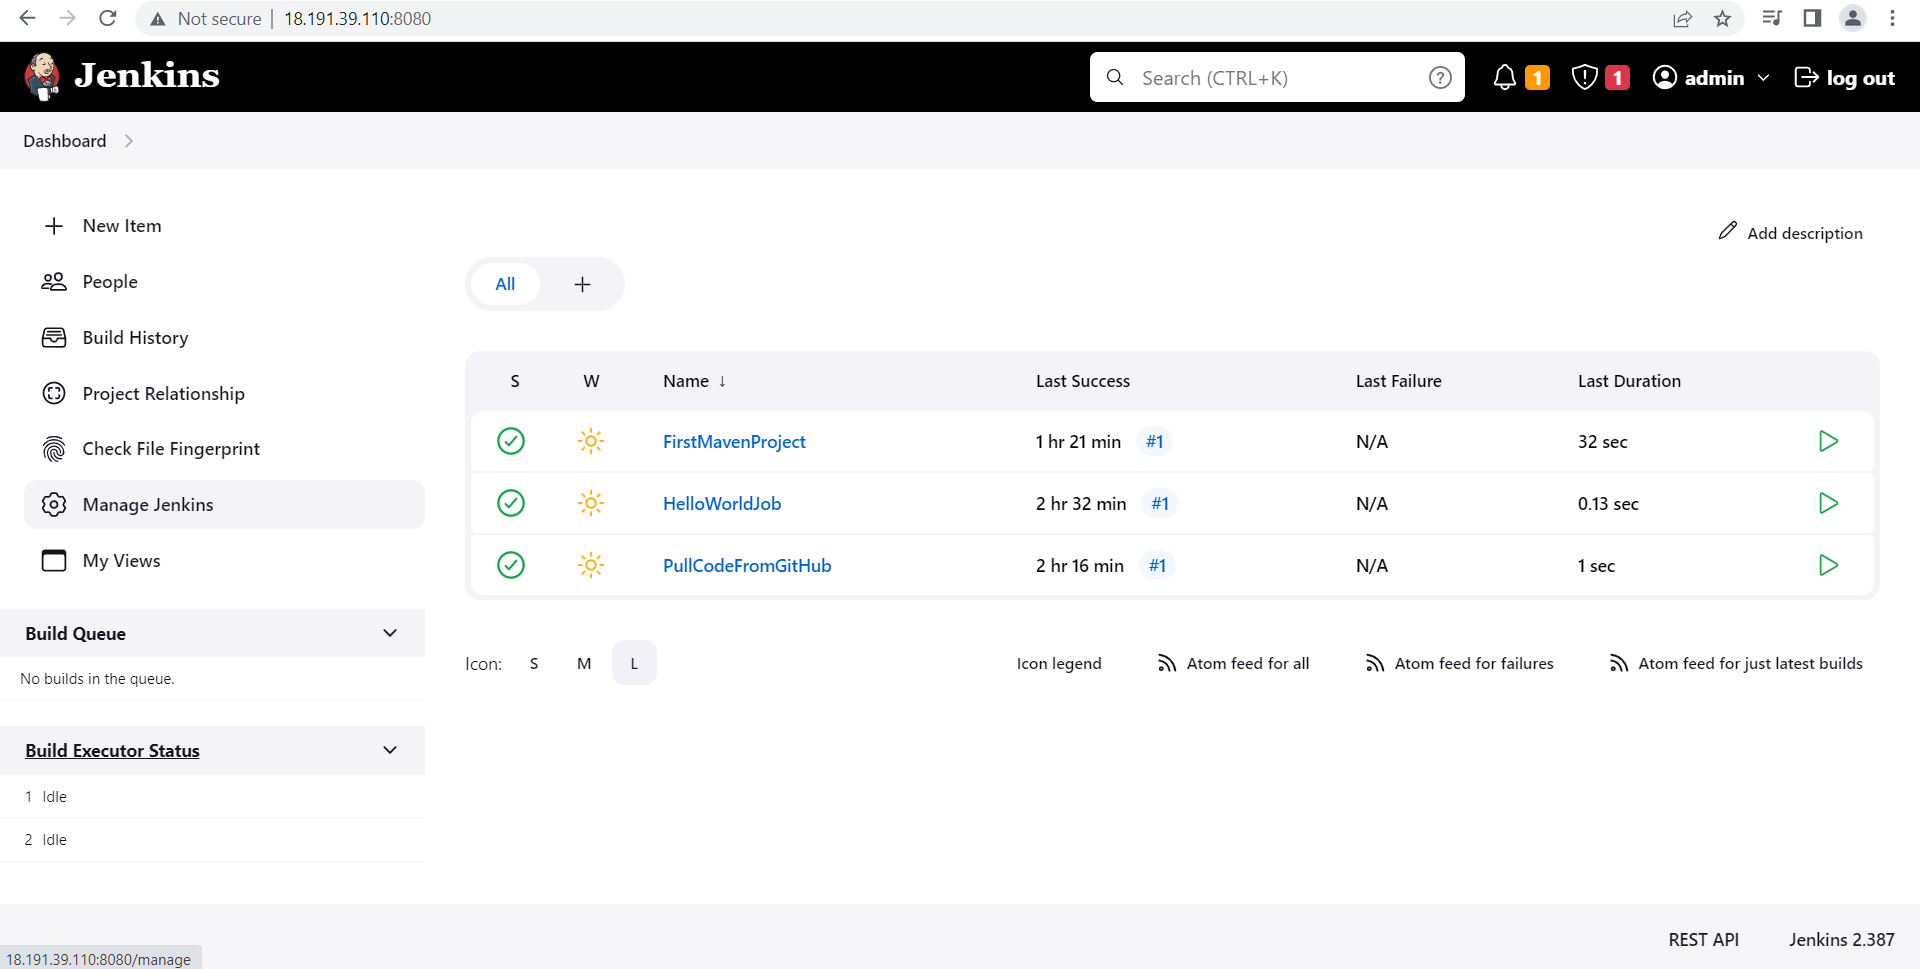 Not secure | 18.191.39.110:8080
Jenkins
Search (CTRL+K)
?
1
1
admin
log out
Dashboard
New Item
People
Build History
Project Relationship
Check File Fingerprint
Manage Jenkins
My Views
Build Queue
No builds in the queue.
Build Executor Status
1 Idle
2 Idle
Add description
All +
S W Name ↓ Last Success Last Failure Last Duration
FirstMavenProject 1 hr 21 min #1 N/A 32 sec
HelloWorldJob 2 hr 32 min #1 N/A 0.13 sec
PullCodeFromGitHub 2 hr 16 min #1 N/A 1 sec
Icon: S M L
Icon legend
Atom feed for all
Atom feed for failures
Atom feed for just latest builds
REST API
Jenkins 2.387
18.191.39.110:8080/manage